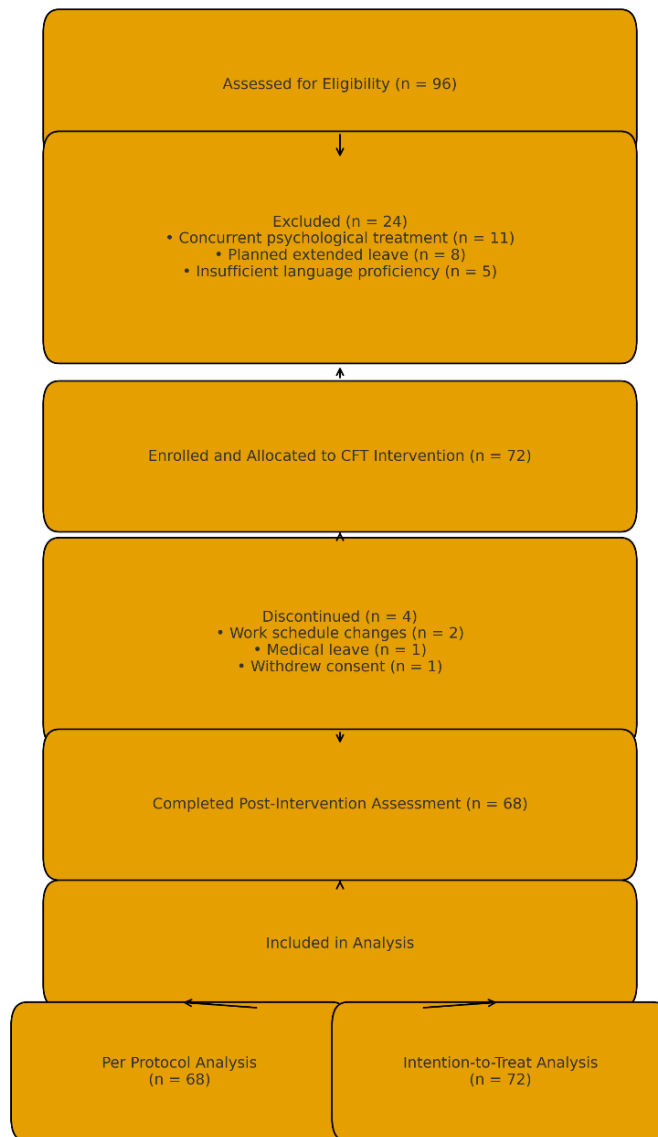 Assessed for Eligibility (n = 96)
Excluded (n = 24)
• Concurrent psychological treatment (n = 11)
• Planned extended leave (n = 8)
• Insufficient language proficiency (n = 5)
Enrolled and Allocated to CFT Intervention (n = 72)
Discontinued (n = 4)
• Work schedule changes (n = 2)
• Medical leave (n = 1)
• Withdrew consent (n = 1)
Completed Post-Intervention Assessment (n = 68)
Included in Analysis
Per Protocol Analysis
(n = 68)
Intention-to-Treat Analysis
(n = 72)